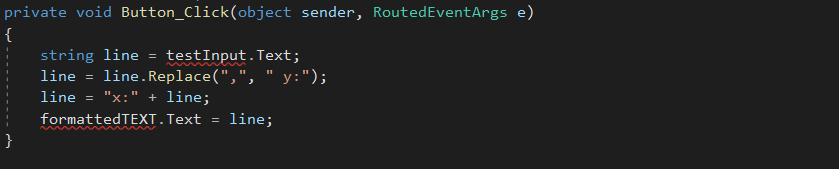 private void Button_Click(object sender, RoutedEventArgs e)
{
    string line = testInput.Text;
    line = line.Replace(",", " y:");
    line = "x:" + line;
    formattedTEXT.Text = line;
}